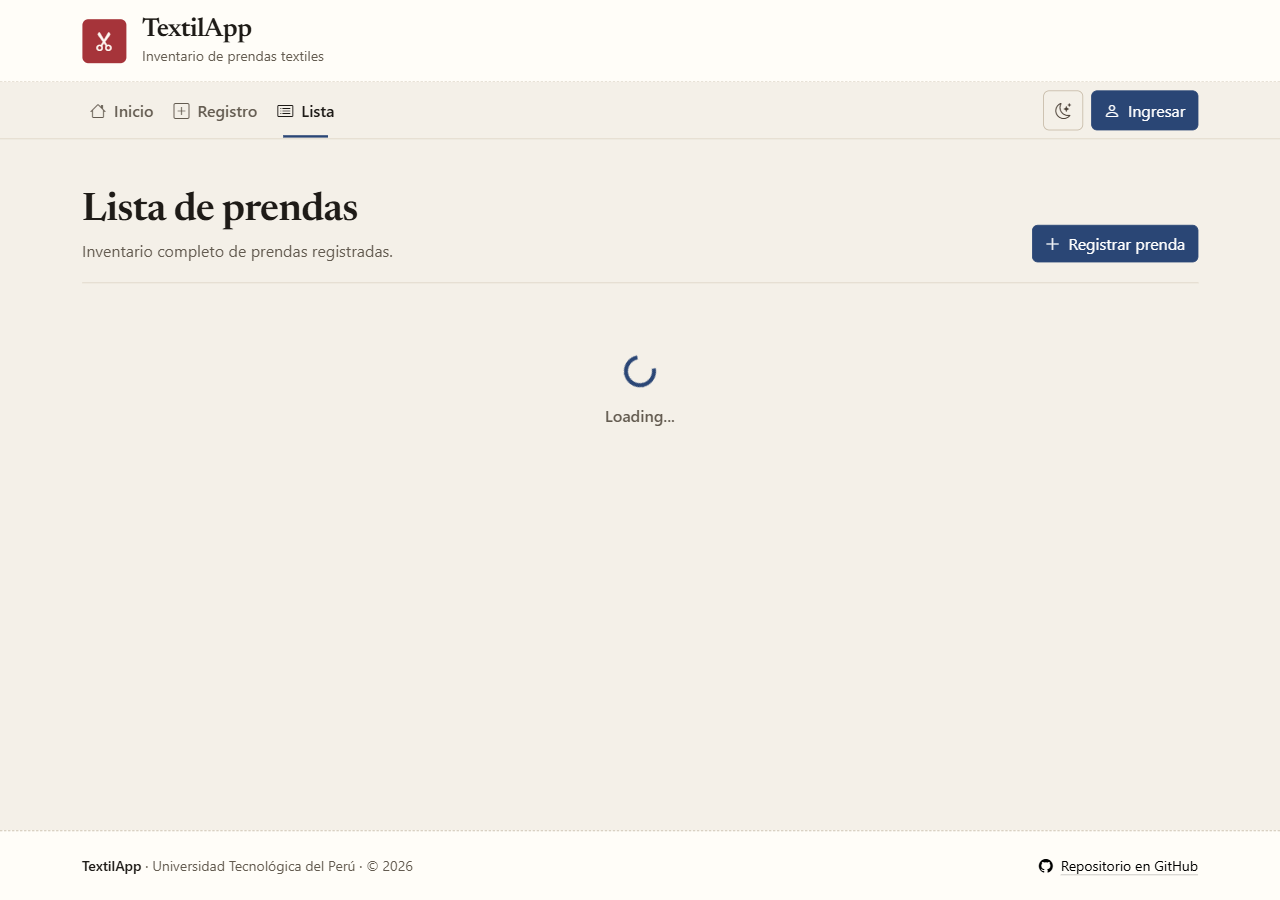 TextilApp
Inventario de prendas textiles
Inicio
Registro
Lista
Ingresar
Lista de prendas
Inventario completo de prendas registradas.
Registrar prenda
Loading...
TextilApp · Universidad Tecnológica del Perú · © 2026
Repositorio en GitHub